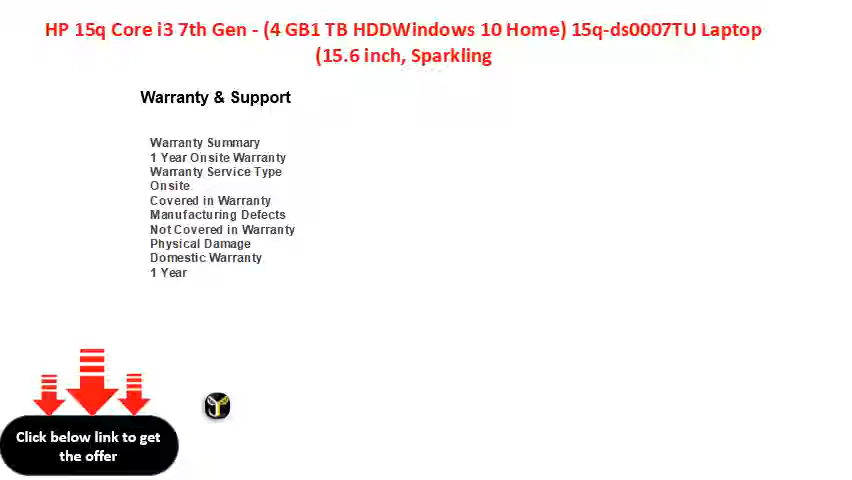 HP 15q Core i3 7th Gen - (4 GB1 TB HDDWindows 10 Home) 15q-ds0007TU Laptop
(15.6 inch, Sparkling
Warranty & Support
Warranty Summary
1 Year Onsite Warranty
Warranty Service Type
Onsite
Covered in Warranty
Manufacturing Defects
Not Covered in Warranty
Physical Damage
Domestic Warranty
1 Year
Click below link to get
the offer